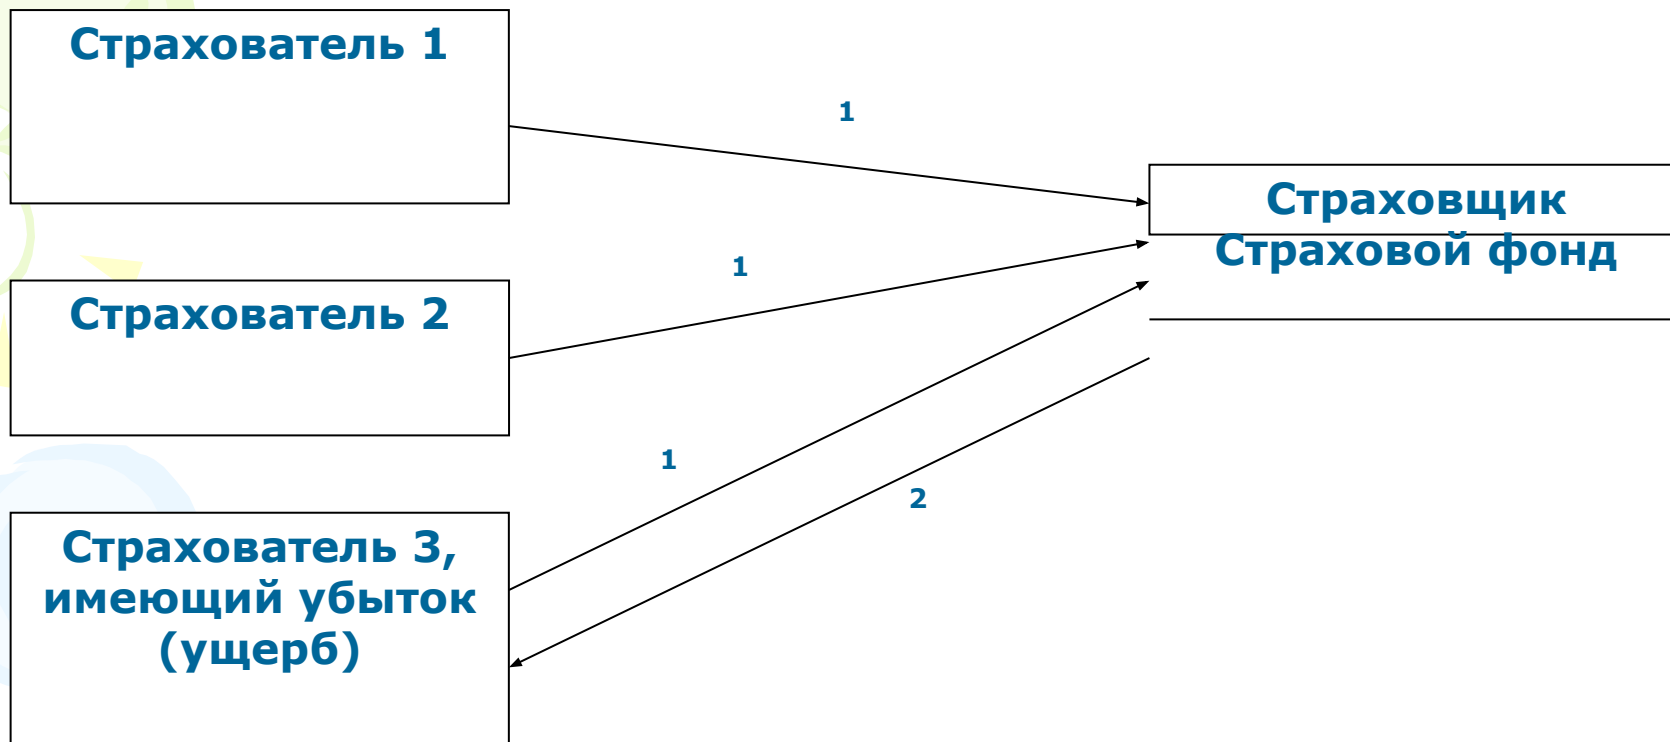 Страхователь 1
1
Страховщик
Страховой фонд
1
Страхователь 2
1
2
Страхователь 3,
имеющий убыток
(ущерб)